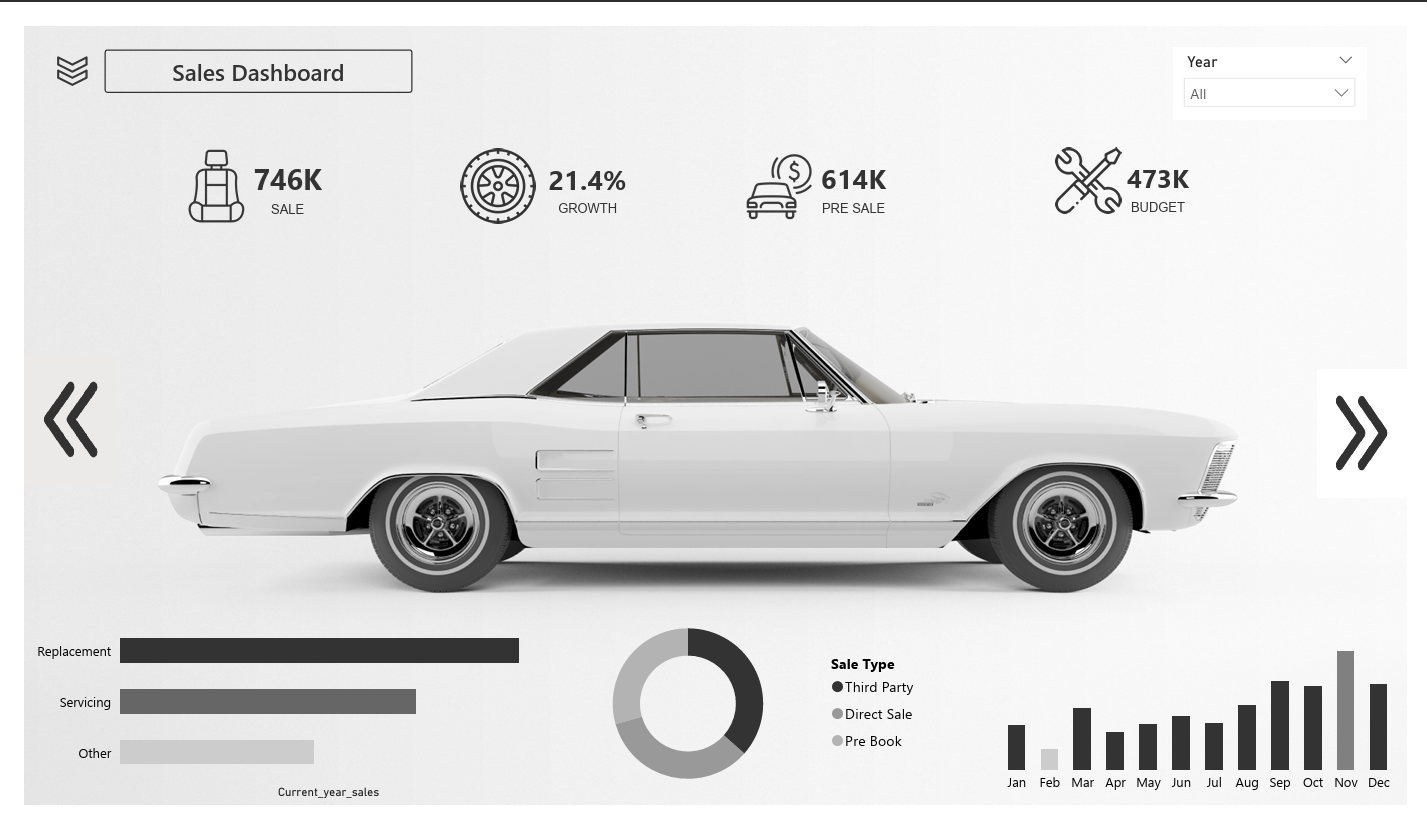 Sales Dashboard
Year
All
746K
SALE
21.4%
GROWTH
$
614K
PRE SALE
473K
BUDGET
Replacement
Servicing
Other
Current_year_sales
Sale Type
Third Party
Direct Sale
Pre Book
Jan Feb Mar Apr May Jun Jul Aug Sep Oct Nov Dec